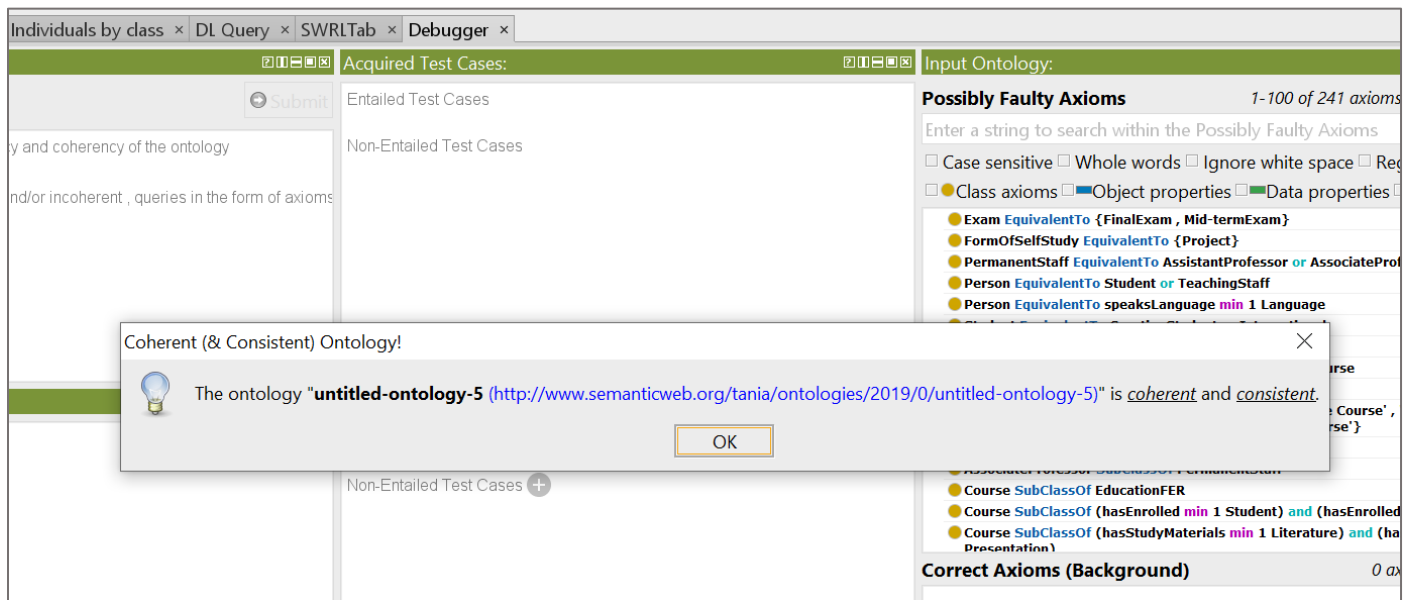 Individuals by class × DL Query × SWRLTab × Debugger ×
Submit
y and coherency of the ontology
nd/or incoherent , queries in the form of axioms
Acquired Test Cases:
Entailed Test Cases
Non-Entailed Test Cases
Non-Entailed Test Cases
Input Ontology:
Possibly Faulty Axioms 1-100 of 241 axioms
Enter a string to search within the Possibly Faulty Axioms
Case sensitive Whole words Ignore white space Reg
Class axioms Object properties Data properties
Exam EquivalentTo {FinalExam , Mid-termExam}
FormOfSelfStudy EquivalentTo {Project}
PermanentStaff EquivalentTo AssistantProfessor or AssociateProf
Person EquivalentTo Student or TeachingStaff
Person EquivalentTo speaksLanguage min 1 Language
urse
Course' ,
rse'}
AssociateProfessor SubClassOf PermanentStaff
Course SubClassOf EducationFER
Course SubClassOf (hasEnrolled min 1 Student) and (hasEnrolled
Course SubClassOf (hasStudyMaterials min 1 Literature) and (ha
Presentation)
Correct Axioms (Background) 0 ax
Coherent (& Consistent) Ontology!
The ontology "untitled-ontology-5 (http://www.semanticweb.org/tania/ontologies/2019/0/untitled-ontology-5)" is coherent and consistent.
OK